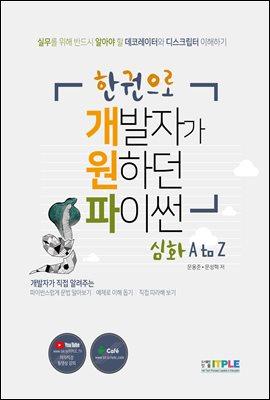 실무를 위해 반드시 알아야 할 데코레이터와 디스크립터 이해하기
한권으로
개발자가
원하던
파이썬
심화 A to Z
문용준 • 문성혁 저
개발자가 직접 알려주는
파이썬스럽게 문법 알아보기 · 예제로 이해 돕기 · 직접 따라해 보기
YouTube
Café
ITPLE